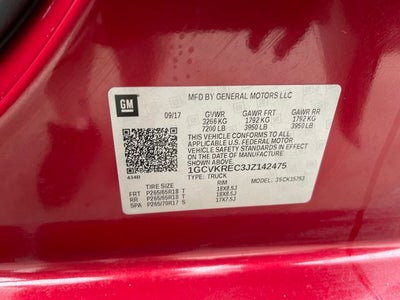 GM
MFD BY GENERAL MOTORS LLC
09/17 GVWR GAWR FRT GAWR RR
3266 KG 1792 KG 1792 KG
7200 LB 3950 LB 3950 LB
THIS VEHICLE CONFORMS TO ALL APPLICABLE
U.S. FEDERAL MOTOR VEHICLE SAFETY
STANDARDS IN EFFECT ON THE DATE OF
MANUFACTURE SHOWN ABOVE.
1GCVKREC3JZ142475
TYPE: TRUCK
TIRE SIZE RIM
FRT P265/65R18 T 18X8.5J
RR P265/65R18 T 18X8.5J
SPA P265/70R17 S 17X7.5J